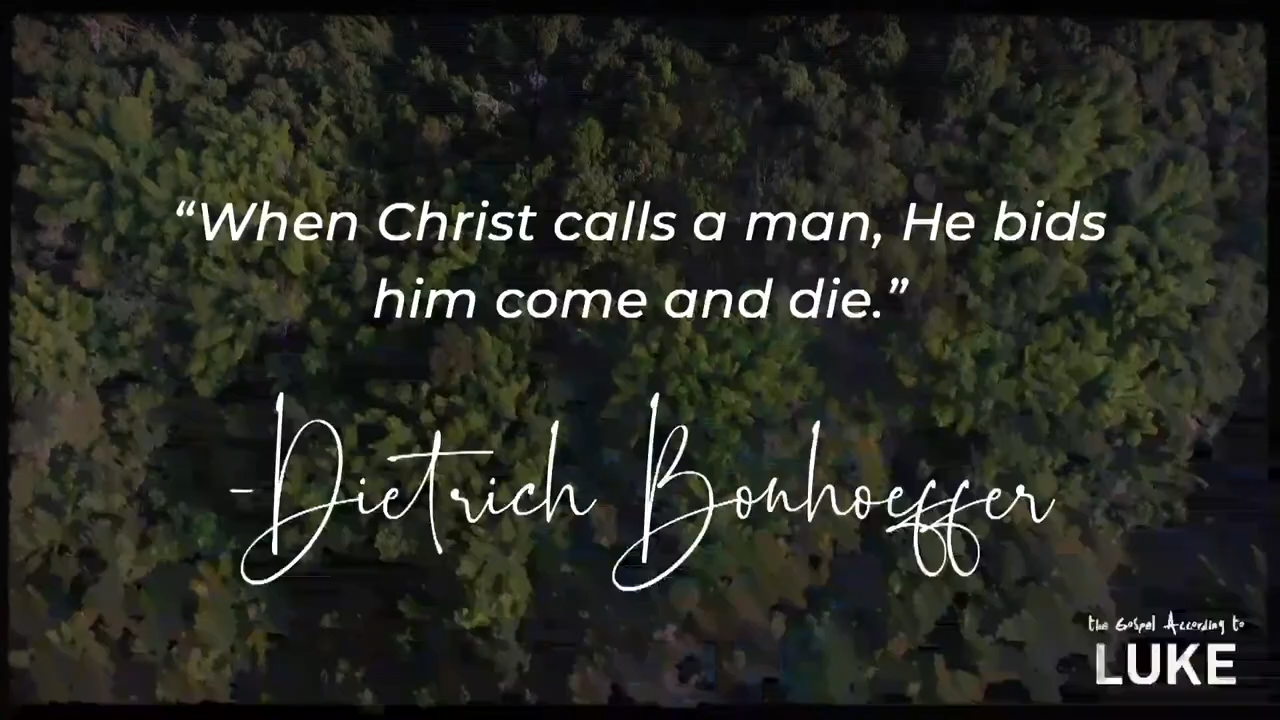 “When Christ calls a man, He bids
him come and die.”
-Dietrich Bonhoeffer
the Gospel According to
LUKE